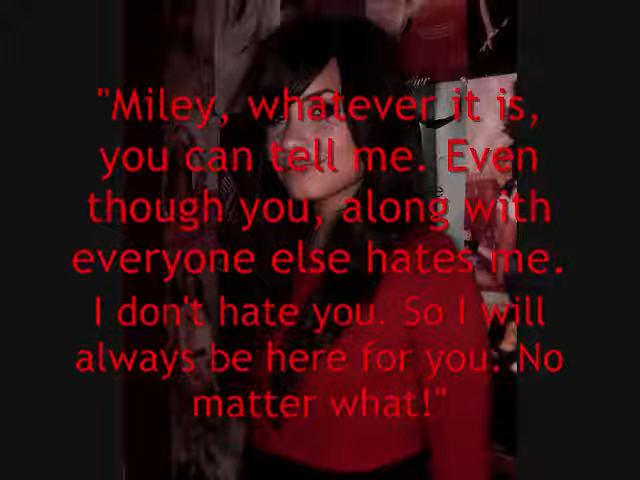 "Miley, whatever it is,
you can tell me. Even
though you, along with
everyone else hates me.
I don't hate you. So I will
always be here for you. No
matter what!"